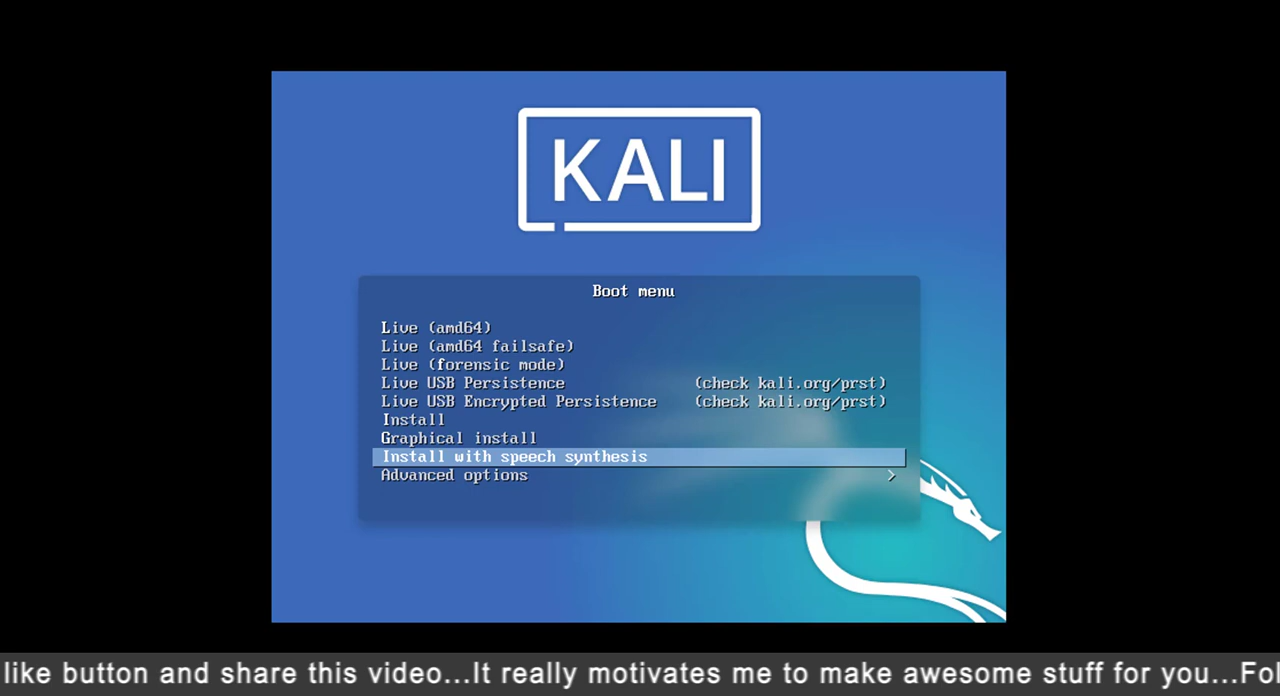 KALI
Boot menu
Live (amd64)
Live (amd64 failsafe)
Live (forensic mode)
Live USB Persistence (check kali.org/prst)
Live USB Encrypted Persistence (check kali.org/prst)
Install
Graphical install
Install with speech synthesis
Advanced options >
like button and share this video...It really motivates me to make awesome stuff for you...Fol